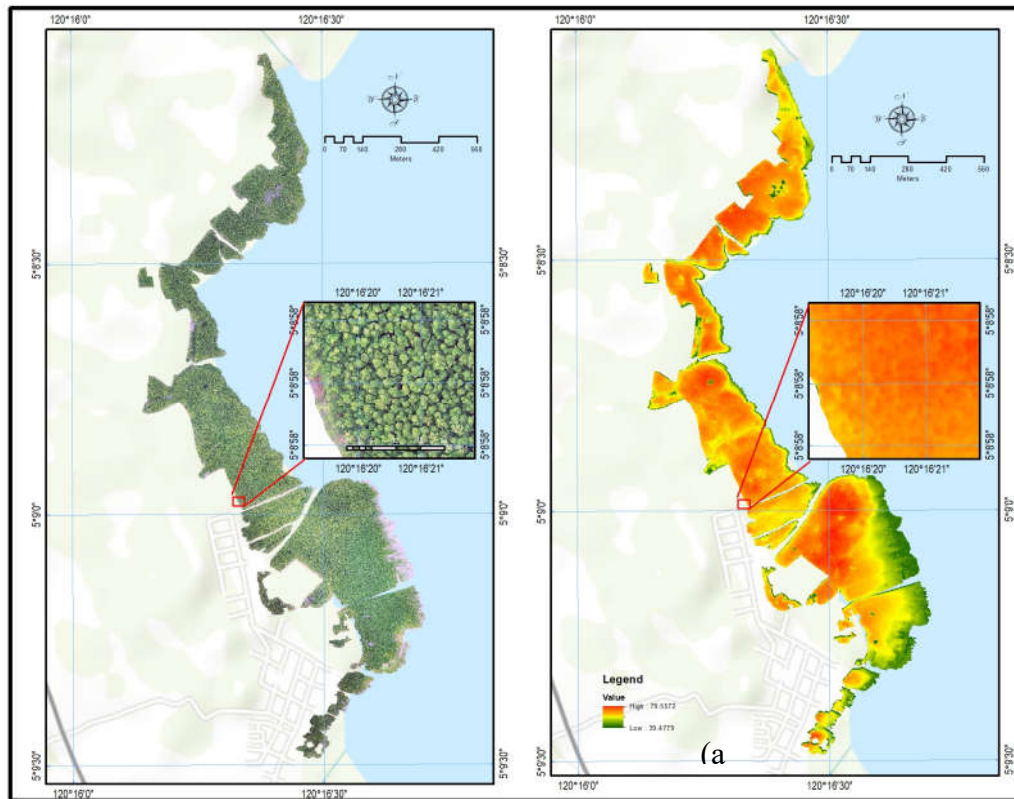 120°16'0" 120°16'30" 120°16'0" 120°16'30"
N
W E
S
0 70 140 280 420 560
Meters
N
W E
S
0 70 140 280 420 560
Meters
5°8'30" 5°8'30" 5°8'30" 5°8'30"
120°16'20" 120°16'21"
5°8'58" 5°8'58"
5°8'58" 5°8'58"
5°8'58" 5°8'58"
120°16'20" 120°16'21"
120°16'20" 120°16'21"
5°8'58" 5°8'58"
5°8'58" 5°8'58"
5°8'58" 5°8'58"
120°16'20" 120°16'21"
5°9'0" 5°9'0" 5°9'0" 5°9'0"
Legend
Value
High :
Low :
(a
5°9'30" 5°9'30" 5°9'30" 5°9'30"
120°16'0" 120°16'30" 120°16'0" 120°16'30"